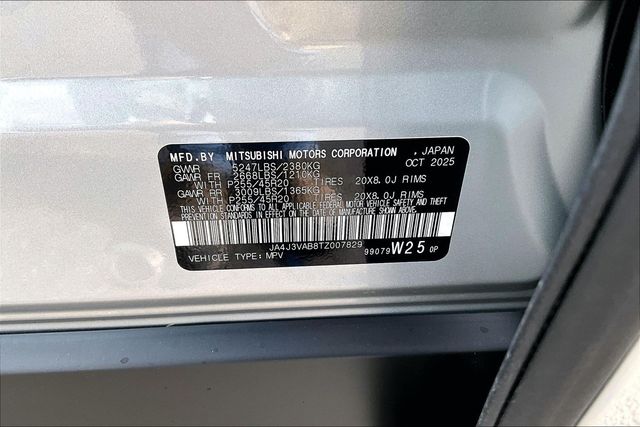 MFD.BY MITSUBISHI MOTORS CORPORATION , JAPAN
GVWR 5247LBS/2380KG OCT 2025
GAWR FR 2668LBS/1210KG
WITH P255/45R20 TIRES 20X8.0J RIMS
GAWR RR 3009LBS/1365KG
WITH P255/45R20 TIRES 20X8.0J RIMS
THIS VEHICLE CONFORMS TO ALL APPLICABLE FEDERAL MOTOR VEHICLE SAFETY AND THEFT
PREVENTION STANDARDS IN EFFECT ON THE DATE OF MANUFACTURE SHOWN ABOVE.
JA4J3VAB8TZ007829
VEHICLE TYPE: MPV 99079 W25 0P